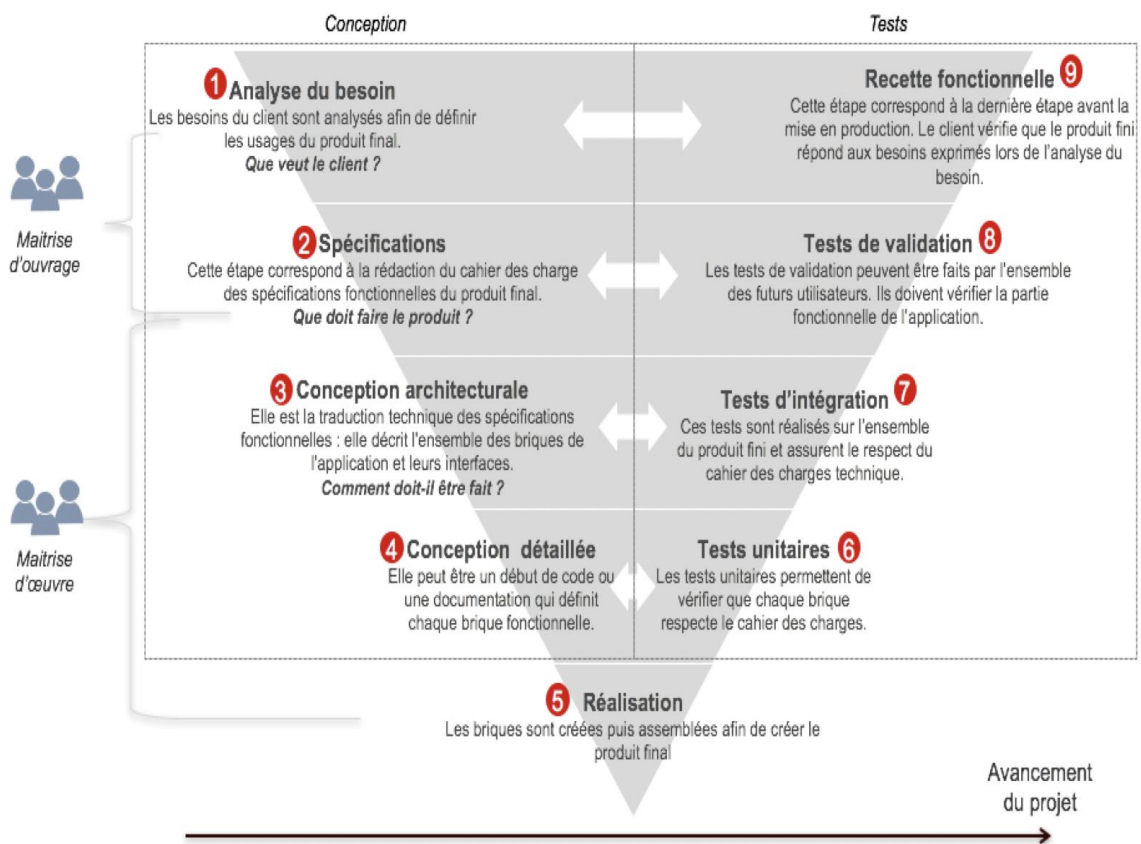 Conception
Tests
1 Analyse du besoin
Les besoins du client sont analysés afin de définir
les usages du produit final.
Que veut le client ?
Recette fonctionnelle 9
Cette étape correspond à la dernière étape avant la
mise en production. Le client vérifie que le produit fini
répond aux besoins exprimés lors de l'analyse du
besoin.
Maitrise
d'ouvrage
2 Spécifications
Cette étape correspond à la rédaction du cahier des charge
des spécifications fonctionnelles du produit final.
Que doit faire le produit ?
Tests de validation 8
Les tests de validation peuvent être faits par l'ensemble
des futurs utilisateurs. Ils doivent vérifier la partie
fonctionnelle de l'application.
3 Conception architecturale
Elle est la traduction technique des spécifications
fonctionnelles : elle décrit l'ensemble des briques de
l'application et leurs interfaces.
Comment doit-il être fait ?
Tests d'intégration 7
Ces tests sont réalisés sur l'ensemble
du produit fini et assurent le respect du
cahier des charges technique.
Maitrise
d'œuvre
4 Conception détaillée
Elle peut être un début de code ou
une documentation qui définit
chaque brique fonctionnelle.
Tests unitaires 6
Les tests unitaires permettent de
vérifier que chaque brique
respecte le cahier des charges.
5 Réalisation
Les briques sont créées puis assemblées afin de créer le
produit final
Avancement
du projet